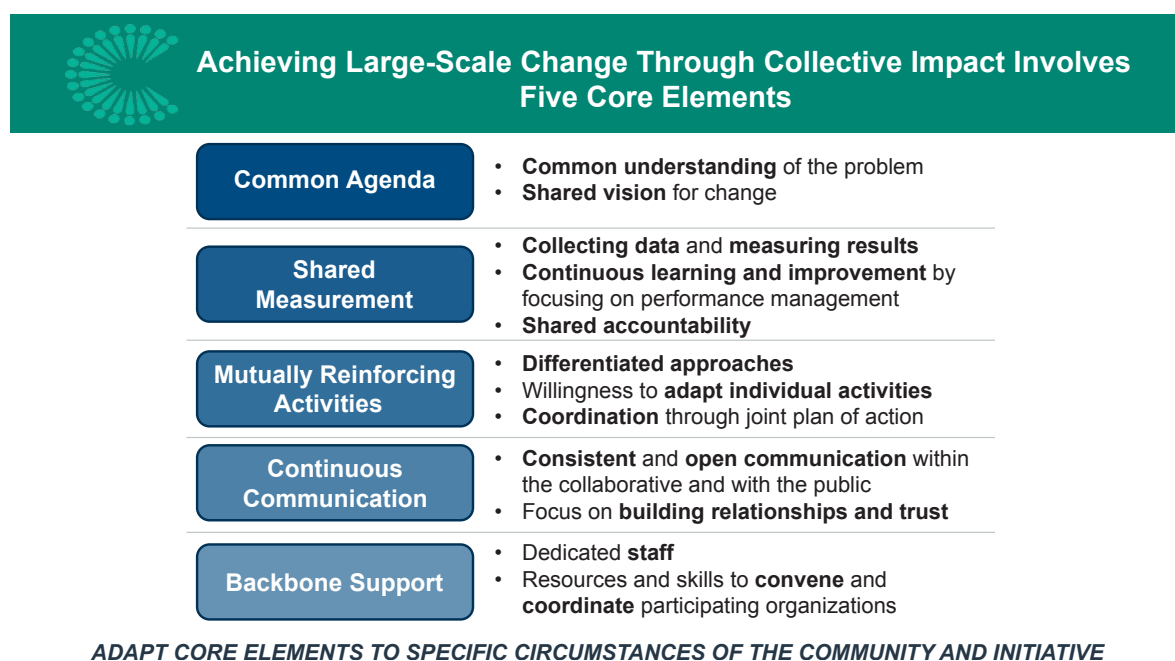 Achieving Large-Scale Change Through Collective Impact Involves
Five Core Elements
Common Agenda
• Common understanding of the problem
• Shared vision for change
Shared
Measurement
• Collecting data and measuring results
• Continuous learning and improvement by
focusing on performance management
• Shared accountability
Mutually Reinforcing
Activities
• Differentiated approaches
• Willingness to adapt individual activities
• Coordination through joint plan of action
Continuous
Communication
• Consistent and open communication within
the collaborative and with the public
• Focus on building relationships and trust
Backbone Support
• Dedicated staff
• Resources and skills to convene and
coordinate participating organizations
ADAPT CORE ELEMENTS TO SPECIFIC CIRCUMSTANCES OF THE COMMUNITY AND INITIATIVE